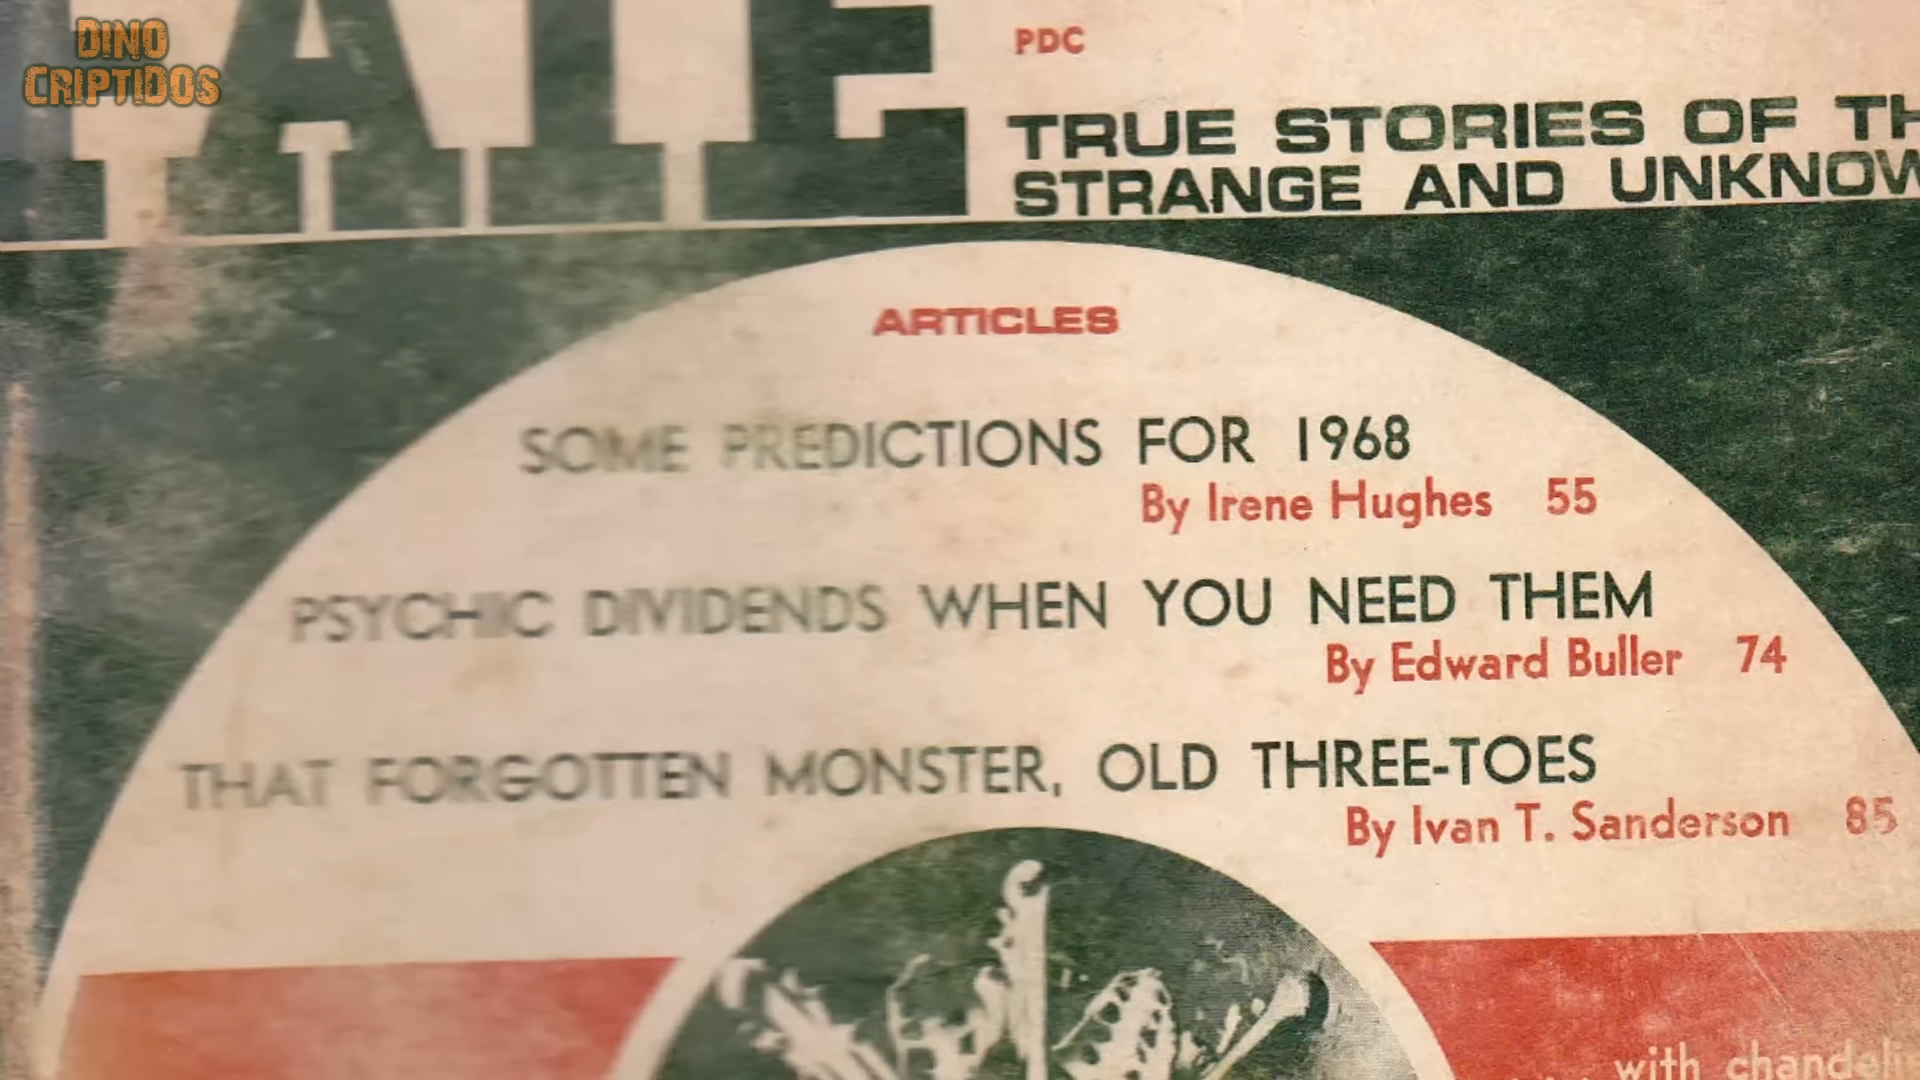 DINO
CRIPTIDOS
FATE
PDC
TRUE STORIES OF TH
STRANGE AND UNKNOW
ARTICLES
SOME PREDICTIONS FOR 1968
By Irene Hughes 55
PSYCHIC DIVIDENDS WHEN YOU NEED THEM
By Edward Buller 74
THAT FORGOTTEN MONSTER, OLD THREE-TOES
By Ivan T. Sanderson 85
with chandelie